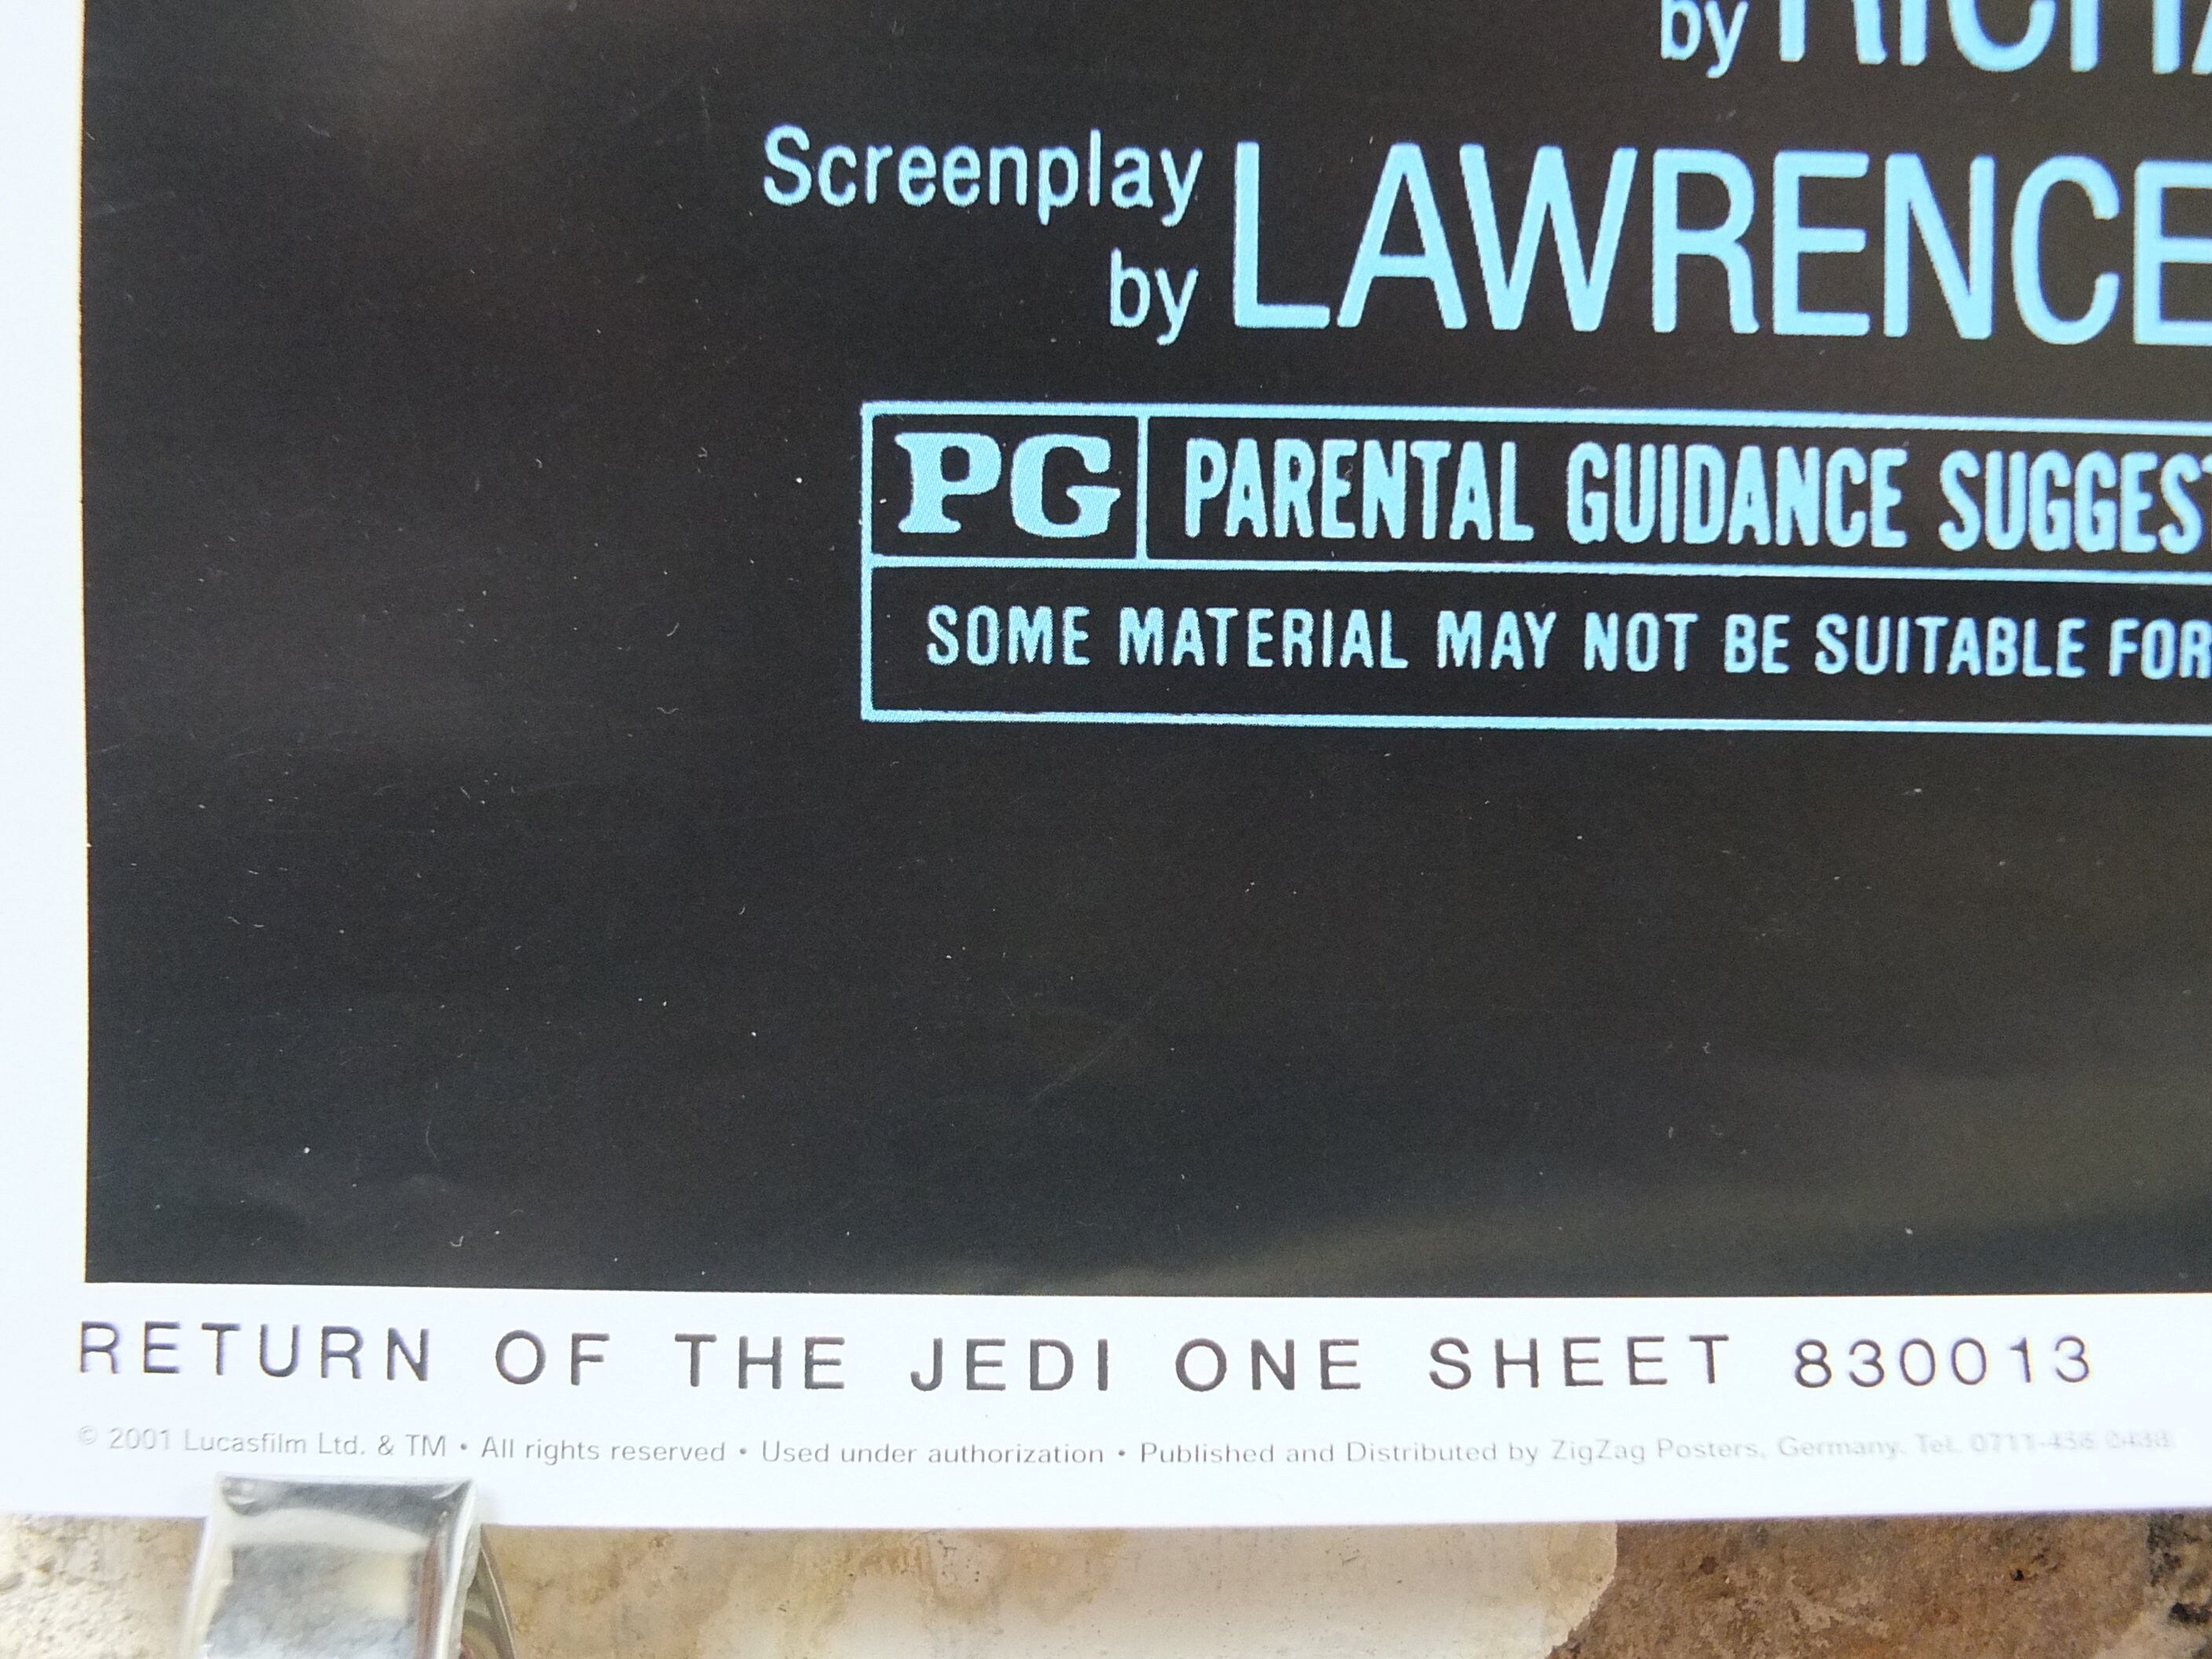 by RICHA
Screenplay
by LAWRENCE
PG PARENTAL GUIDANCE SUGGEST
SOME MATERIAL MAY NOT BE SUITABLE FOR
RETURN OF THE JEDI ONE SHEET 830013
© 2001 Lucasfilm Ltd. & TM • All rights reserved • Used under authorization • Published and Distributed by ZigZag Posters, Germany. Tel.